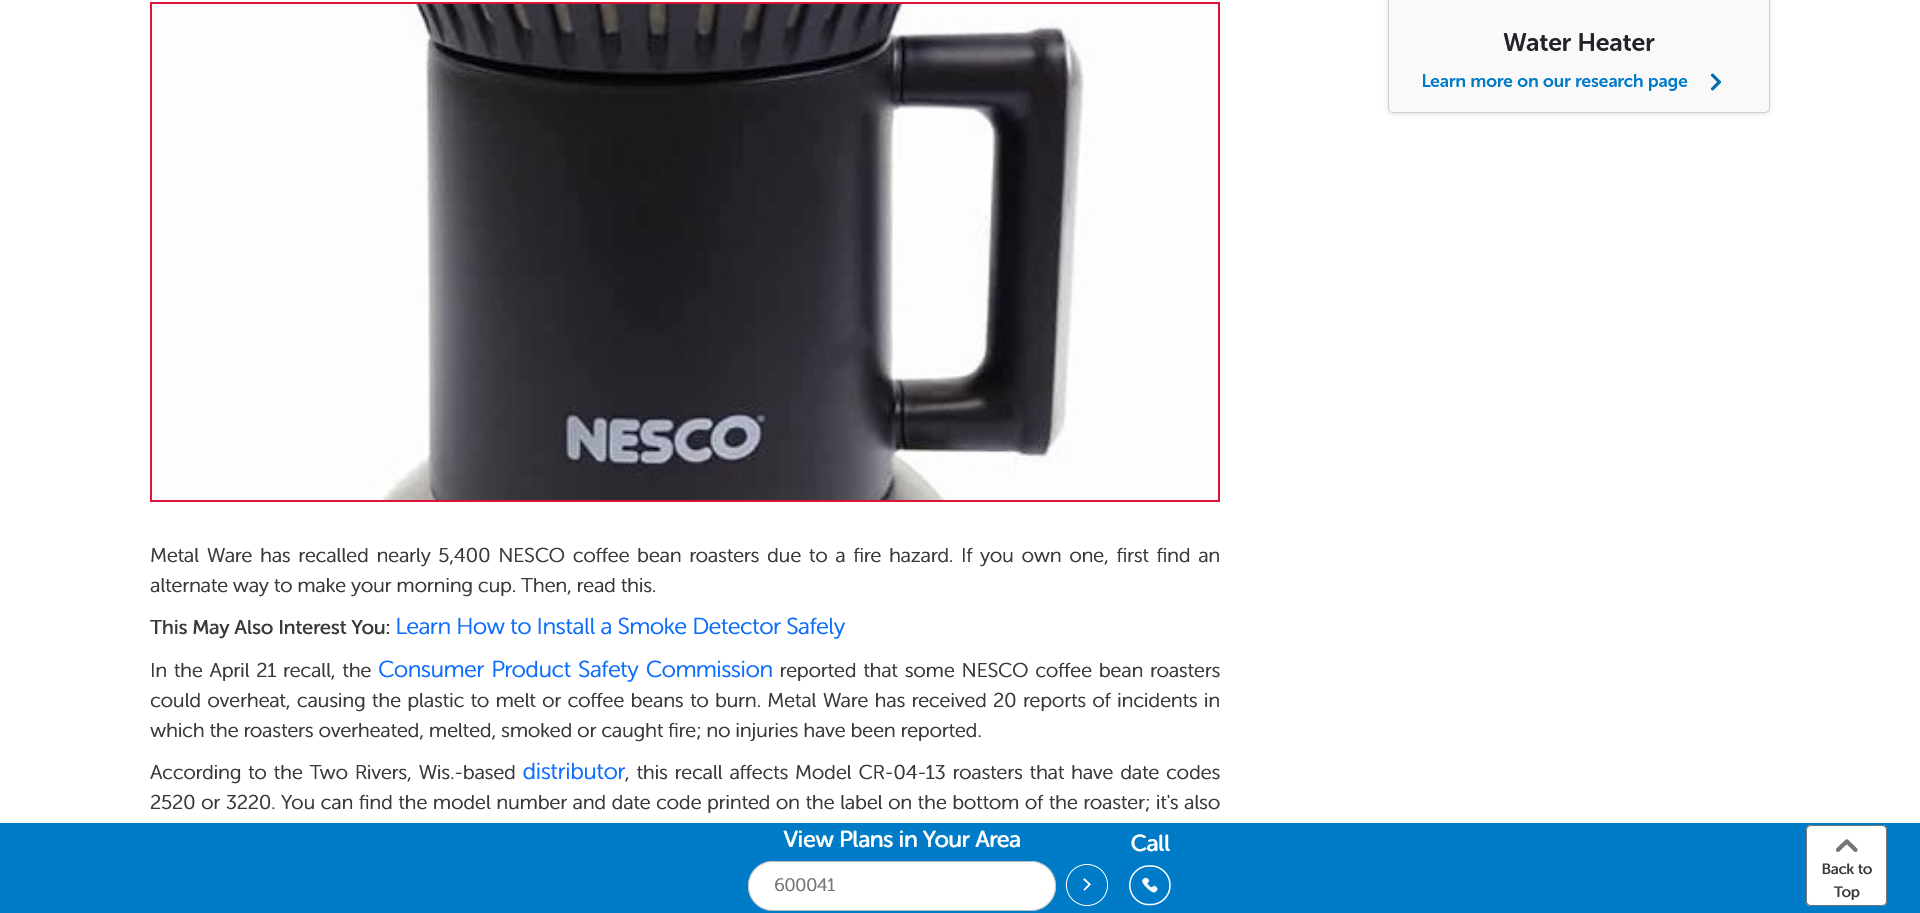 Water Heater
Learn more on our research page
NESCO
Metal Ware has recalled nearly 5,400 NESCO coffee bean roasters due to a fire hazard. If you own one, first find an
alternate way to make your morning cup. Then, read this.
This May Also Interest You: Learn How to Install a Smoke Detector Safely
In the April 21 recall, the Consumer Product Safety Commission reported that some NESCO coffee bean roasters
could overheat, causing the plastic to melt or coffee beans to burn. Metal Ware has received 20 reports of incidents in
which the roasters overheated, melted, smoked or caught fire; no injuries have been reported.
According to the Two Rivers, Wis.-based distributor, this recall affects Model CR-04-13 roasters that have date codes
2520 or 3220. You can find the model number and date code printed on the label on the bottom of the roaster; it's also
View Plans in Your Area
600041
Call
Back to
Top